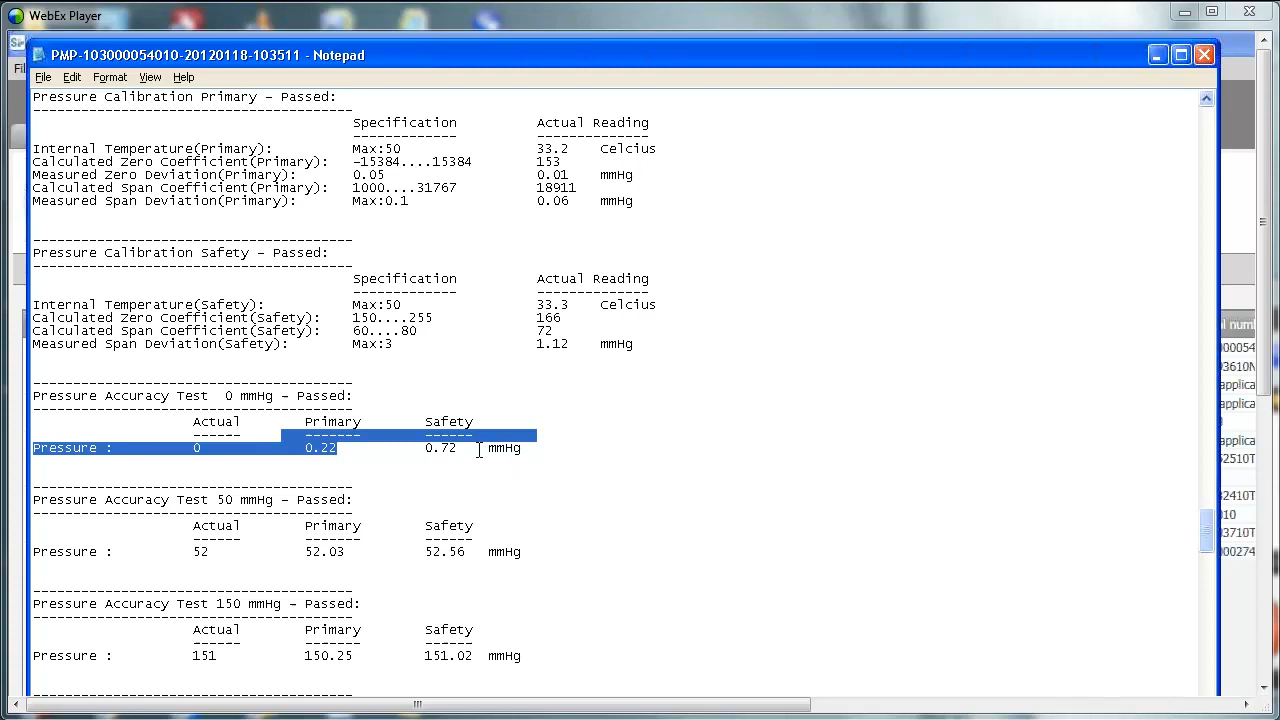 WebEx Player
PMP-103000054010-20120118-103511 - Notepad
File Edit Format View Help
Pressure Calibration Primary - Passed:
----------------------------------------
Specification Actual Reading
------------- --------------
Internal Temperature(Primary): Max:50 33.2 Celcius
Calculated Zero Coefficient(Primary): -15384....15384 153
Measured Zero Deviation(Primary): 0.05 0.01 mmHg
Calculated Span Coefficient(Primary): 1000....31767 18911
Measured Span Deviation(Primary): Max:0.1 0.06 mmHg
----------------------------------------
Pressure Calibration Safety - Passed:
----------------------------------------
Specification Actual Reading
------------- --------------
Internal Temperature(Safety): Max:50 33.3 Celcius
Calculated Zero Coefficient(Safety): 150....255 166
Calculated Span Coefficient(Safety): 60....80 72
Measured Span Deviation(Safety): Max:3 1.12 mmHg
----------------------------------------
Pressure Accuracy Test  0 mmHg - Passed:
----------------------------------------
Actual Primary Safety
------ ------- ------
Pressure : 0 0.22 0.72 mmHg
----------------------------------------
Pressure Accuracy Test 50 mmHg - Passed:
----------------------------------------
Actual Primary Safety
------ ------- ------
Pressure : 52 52.03 52.56 mmHg
----------------------------------------
Pressure Accuracy Test 150 mmHg - Passed:
----------------------------------------
Actual Primary Safety
------ ------- ------
Pressure : 151 150.25 151.02 mmHg
----------------------------------------